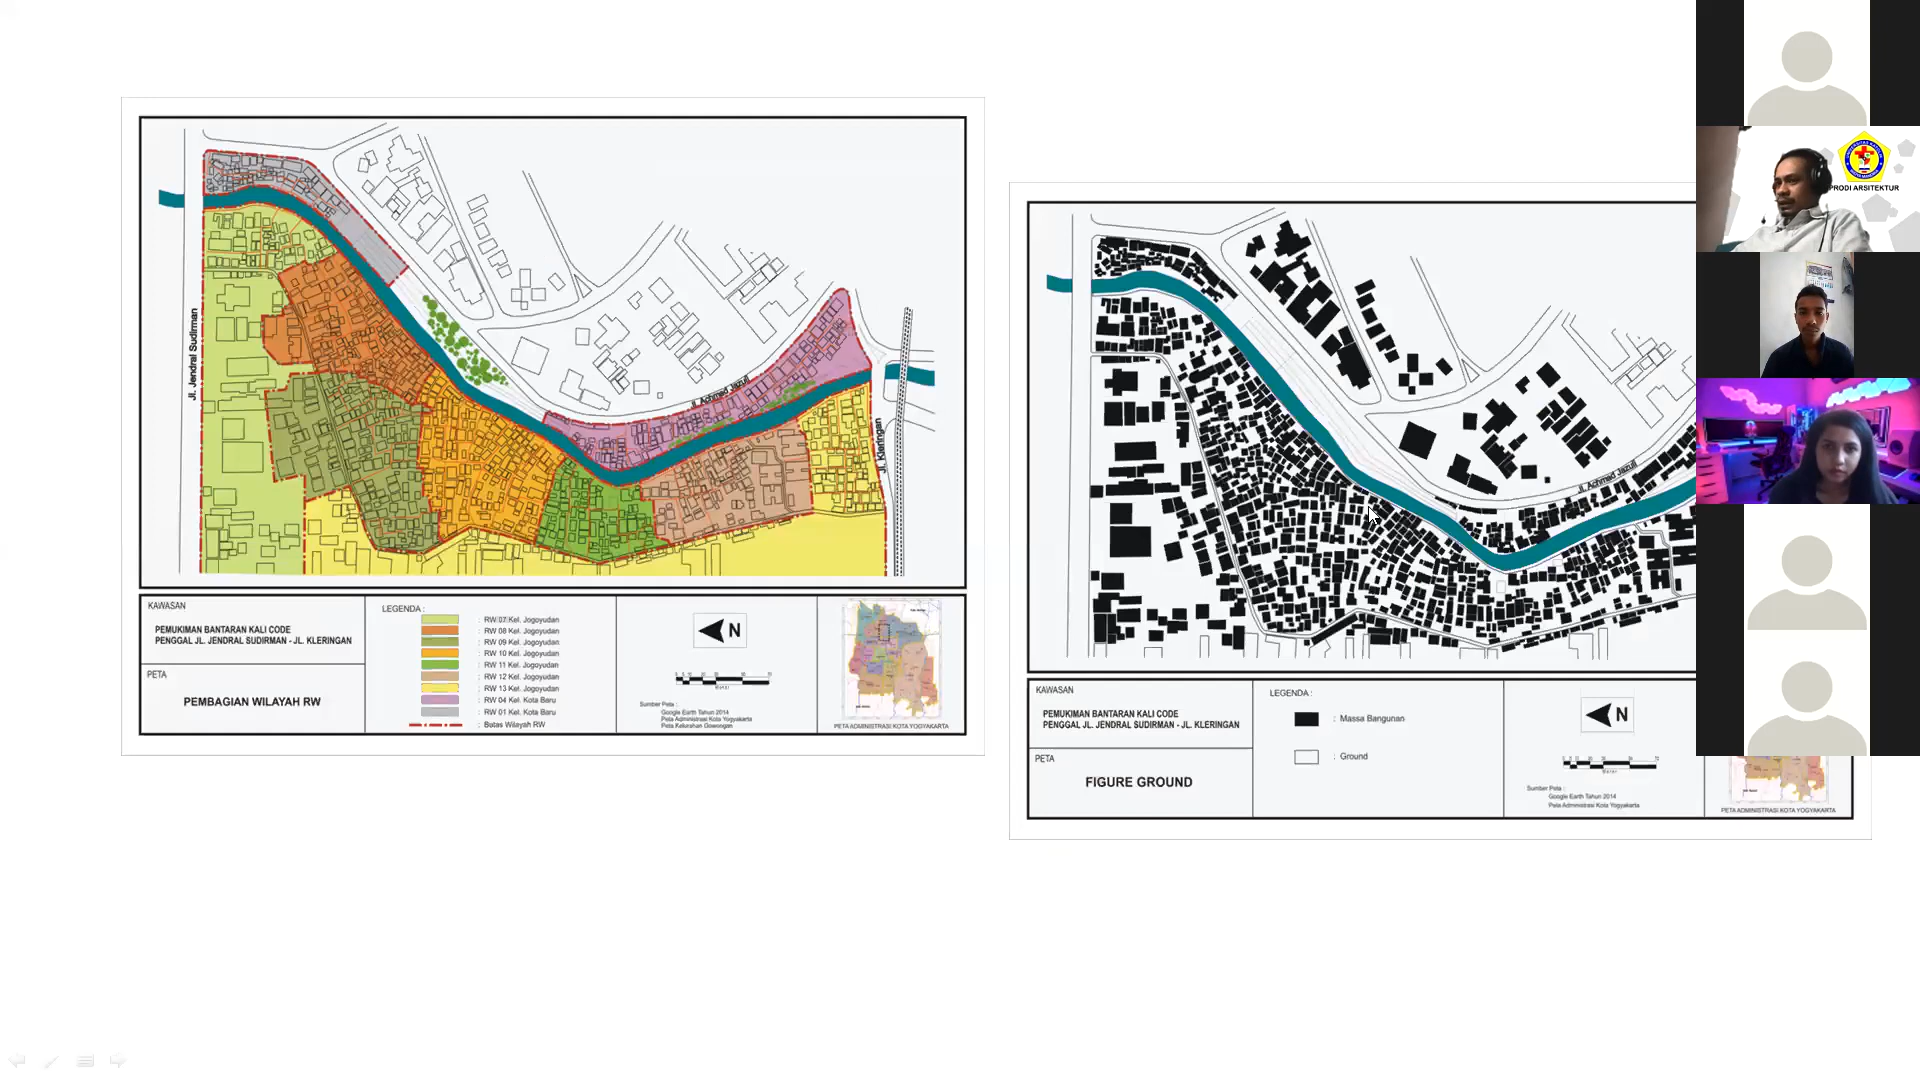 Jl. Jendral Sudirman
Jl. Achmad Jazuli
Jl. Kleringan
KAWASAN
PEMUKIMAN BANTARAN KALI CODE
PENGGAL JL. JENDRAL SUDIRMAN - JL. KLERINGAN
PETA
PEMBAGIAN WILAYAH RW
LEGENDA :
: RW 07 Kel. Jogoyudan
: RW 08 Kel. Jogoyudan
: RW 09 Kel. Jogoyudan
: RW 10 Kel. Jogoyudan
: RW 11 Kel. Jogoyudan
: RW 12 Kel. Jogoyudan
: RW 13 Kel. Jogoyudan
: RW 04 Kel. Kota Baru
: RW 01 Kel. Kota Baru
: Batas Wilayah RW
N
Sumber Peta :
Google Earth Tahun 2014
Peta Administrasi Kota Yogyakarta
Peta Kelurahan Gowongan
PETA ADMINISTRASI KOTA YOGYAKARTA
Jl. Achmad Jazuli
KAWASAN
PEMUKIMAN BANTARAN KALI CODE
PENGGAL JL. JENDRAL SUDIRMAN - JL. KLERINGAN
PETA
FIGURE GROUND
LEGENDA :
: Massa Bangunan
: Ground
N
Sumber Peta :
Google Earth Tahun 2014
Peta Administrasi Kota Yogyakarta
PETA ADMINISTRASI KOTA YOGYAKARTA
PRODI ARSITEKTUR